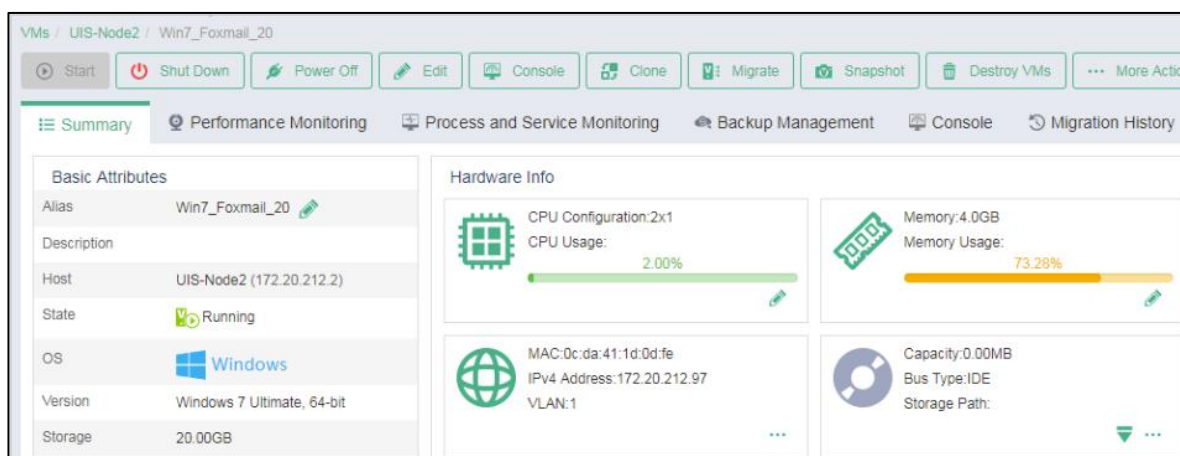 VMs / UIS-Node2 / Win7_Foxmail_20
Start Shut Down Power Off Edit Console Clone Migrate Snapshot Destroy VMs ··· More Actic
Summary Performance Monitoring Process and Service Monitoring Backup Management Console Migration History
Basic Attributes
Alias Win7_Foxmail_20
Description
Host UIS-Node2 (172.20.212.2)
State Running
OS Windows
Version Windows 7 Ultimate, 64-bit
Storage 20.00GB
Hardware Info
CPU Configuration:2x1
CPU Usage:
2.00%
Memory:4.0GB
Memory Usage:
73.28%
MAC:0c:da:41:1d:0d:fe
IPv4 Address:172.20.212.97
VLAN:1
Capacity:0.00MB
Bus Type:IDE
Storage Path: